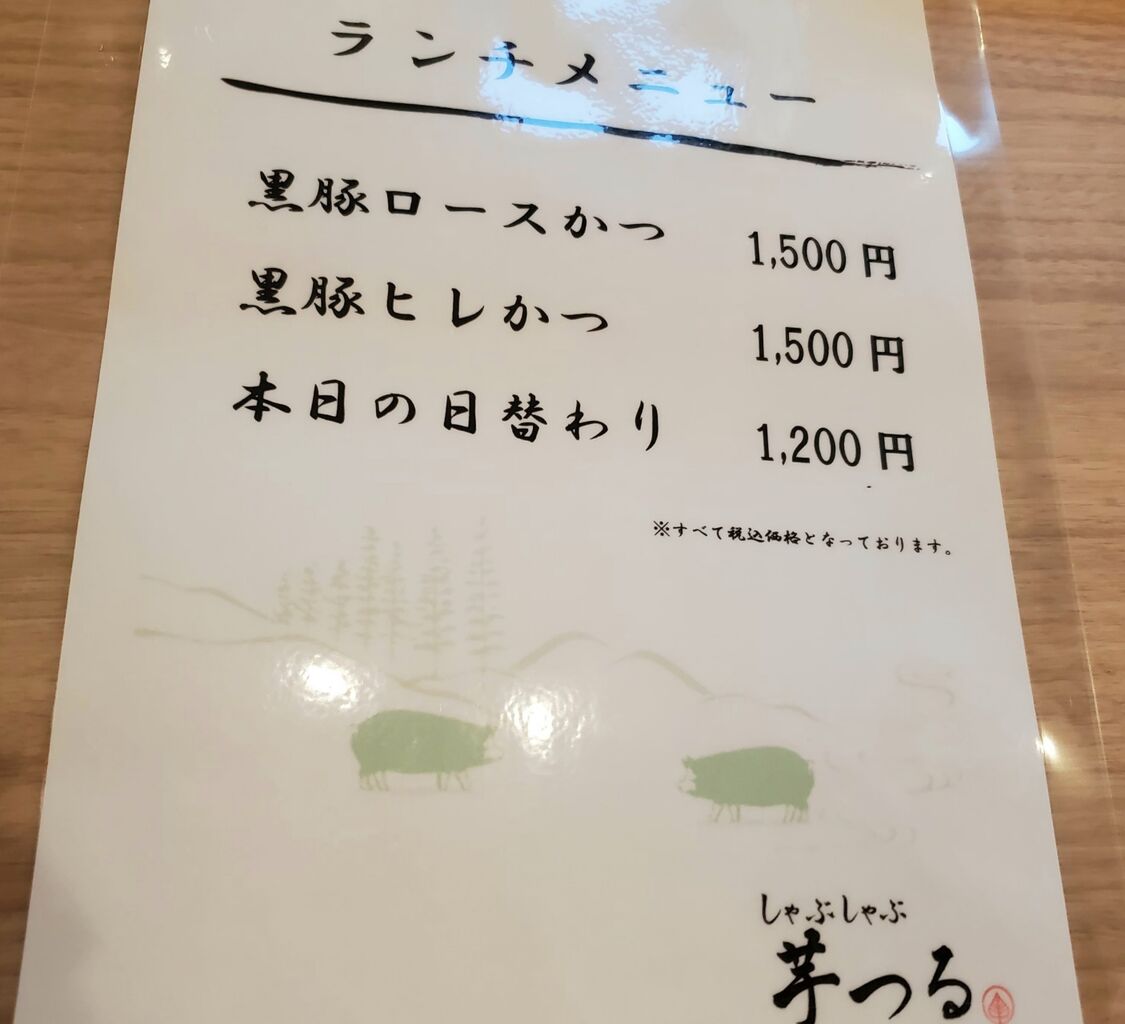 ランチメニュー
黒豚ロースかつ 1,500円
黒豚ヒレかつ 1,500円
本日の日替わり 1,200円
※すべて税込価格となっております。
しゃぶしゃぶ
芋つる